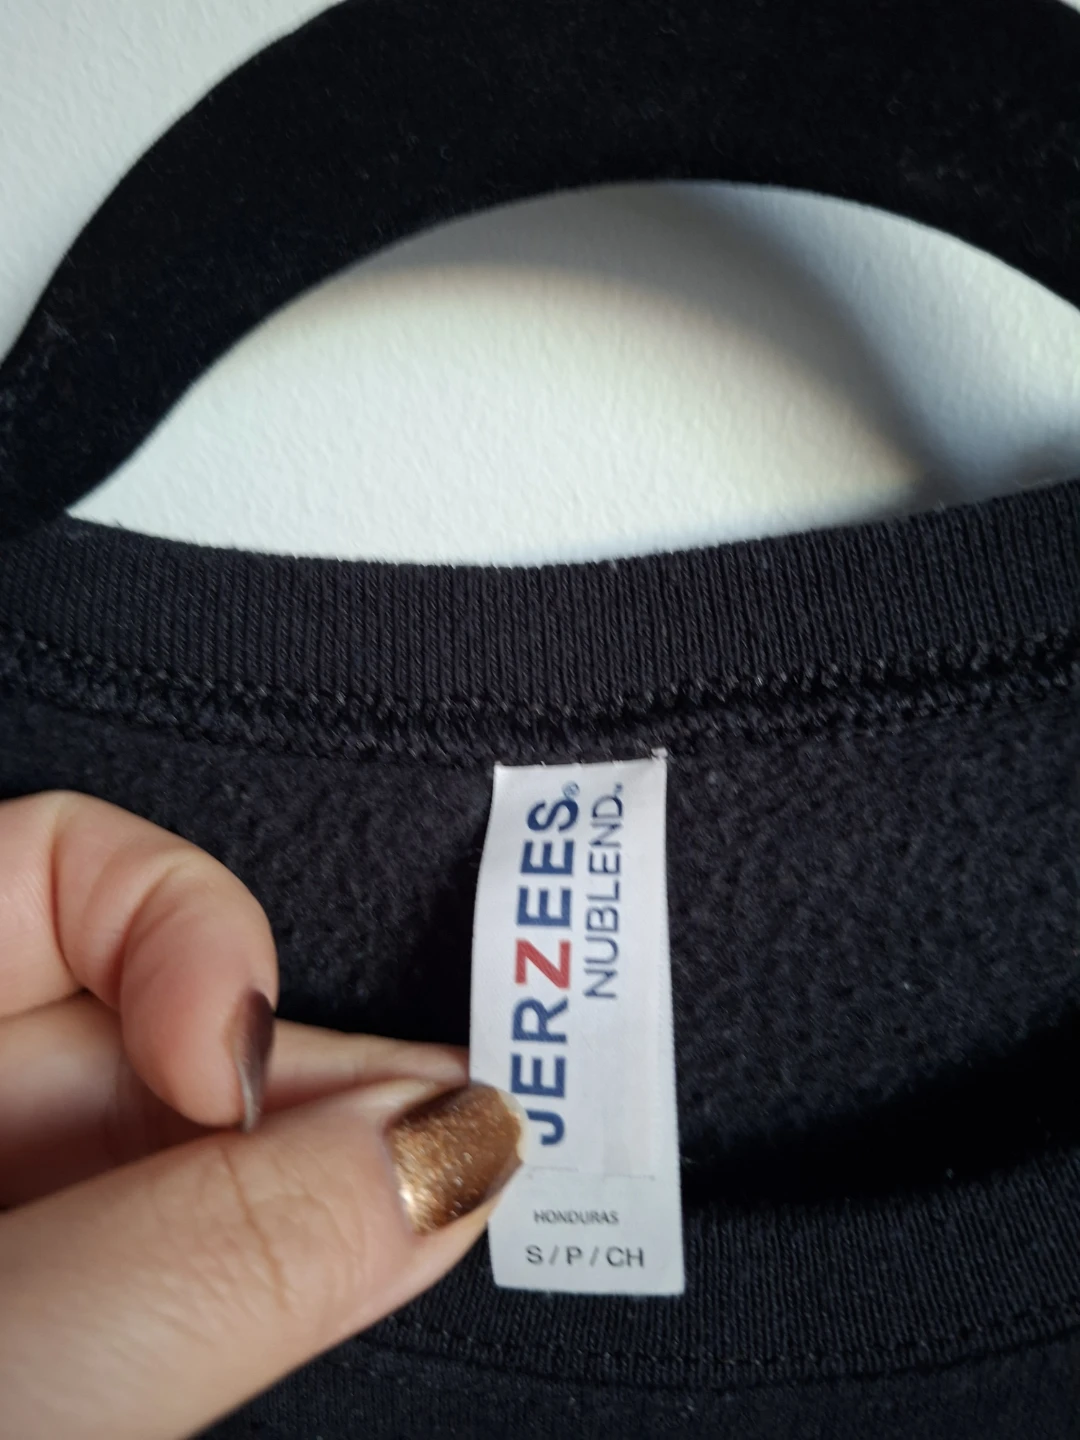 JERZEES®
NUBLEND.
HONDURAS
S / P / CH